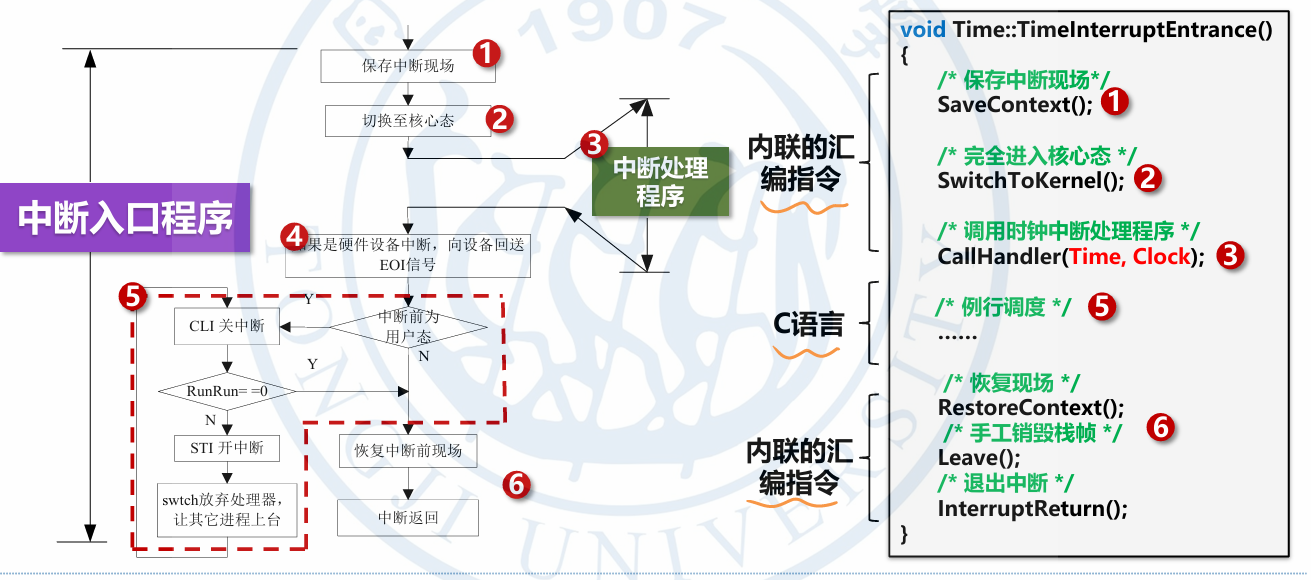 1907
TONGJI UNIVERSITY
中断入口程序
保存中断现场
1
切换至核心态
2
3
中断处理
程序
4
果是硬件设备中断，向设备回送
EOI信号
5
Y
CLI 关中断
中断前为
用户态
N
Y
RunRun= =0
N
STI 开中断
swtch放弃处理器，
让其它进程上台
恢复中断前现场
6
中断返回
内联的汇
编指令
C语言
内联的汇
编指令
void Time::TimeInterruptEntrance()
{
/* 保存中断现场*/
SaveContext(); 1
/* 完全进入核心态 */
SwitchToKernel(); 2
/* 调用时钟中断处理程序 */
CallHandler(Time, Clock); 3
/* 例行调度 */ 5
......
/* 恢复现场 */
RestoreContext();
/* 手工销毁栈帧 */ 6
Leave();
/* 退出中断 */
InterruptReturn();
}